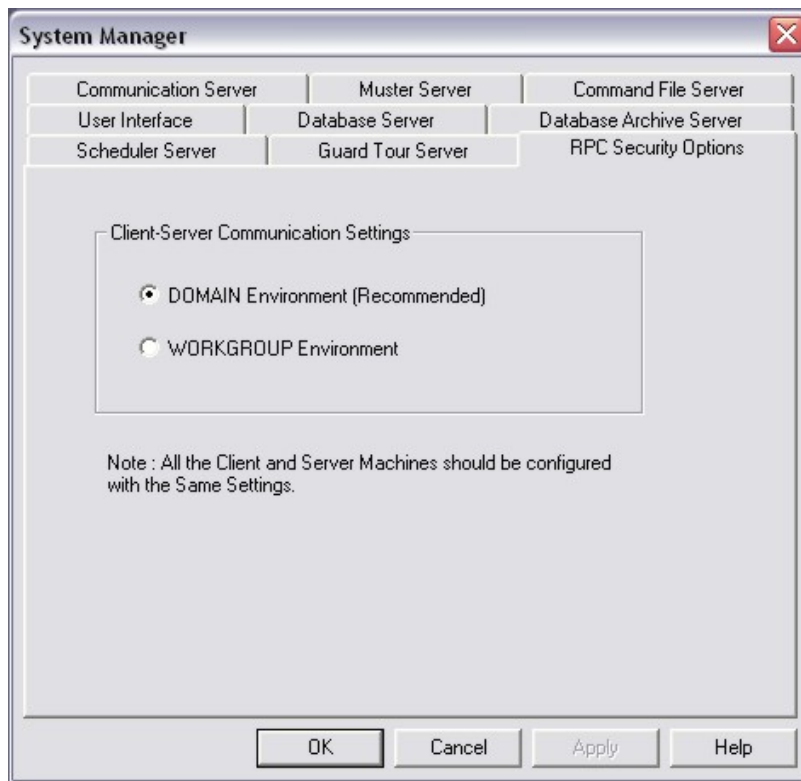 System Manager
Communication Server
Muster Server
Command File Server
User Interface
Database Server
Database Archive Server
Scheduler Server
Guard Tour Server
RPC Security Options
Client-Server Communication Settings
DOMAIN Environment (Recommended)
WORKGROUP Environment
Note : All the Client and Server Machines should be configured
with the Same Settings.
OK
Cancel
Apply
Help